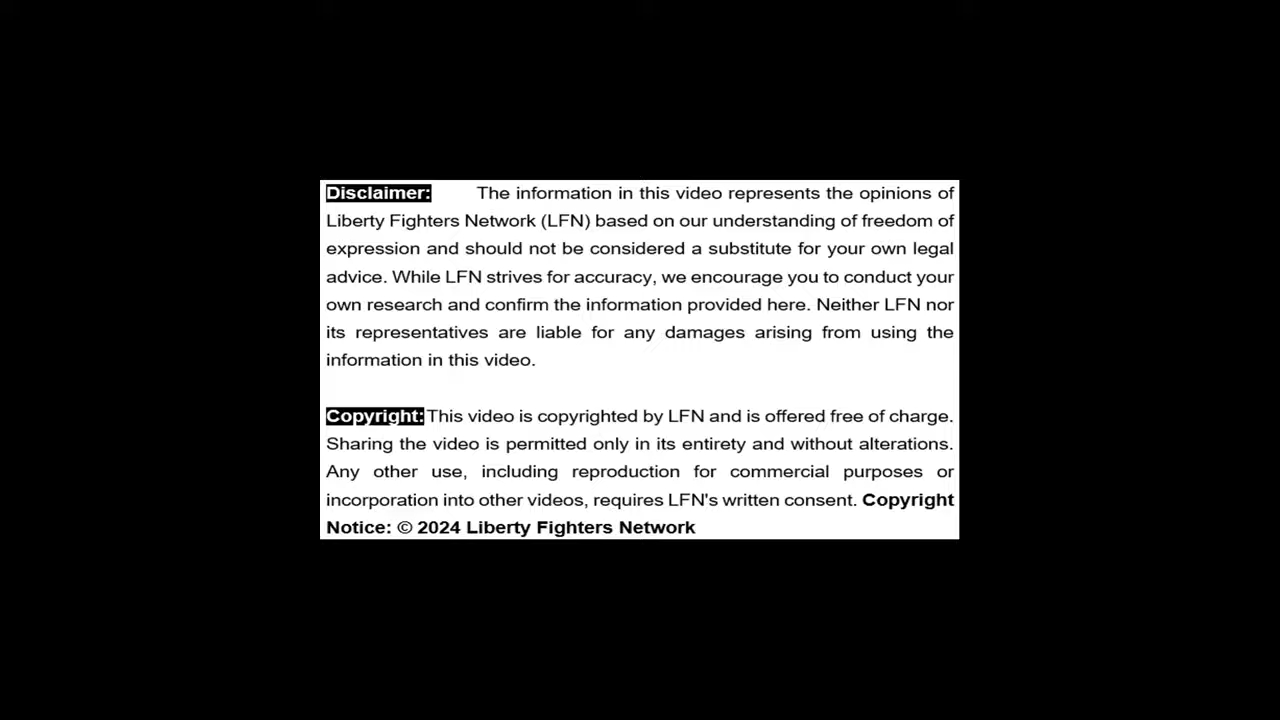 Disclaimer: The information in this video represents the opinions of
Liberty Fighters Network (LFN) based on our understanding of freedom of
expression and should not be considered a substitute for your own legal
advice. While LFN strives for accuracy, we encourage you to conduct your
own research and confirm the information provided here. Neither LFN nor
its representatives are liable for any damages arising from using the
information in this video.
Copyright: This video is copyrighted by LFN and is offered free of charge.
Sharing the video is permitted only in its entirety and without alterations.
Any other use, including reproduction for commercial purposes or
incorporation into other videos, requires LFN's written consent. Copyright
Notice: © 2024 Liberty Fighters Network